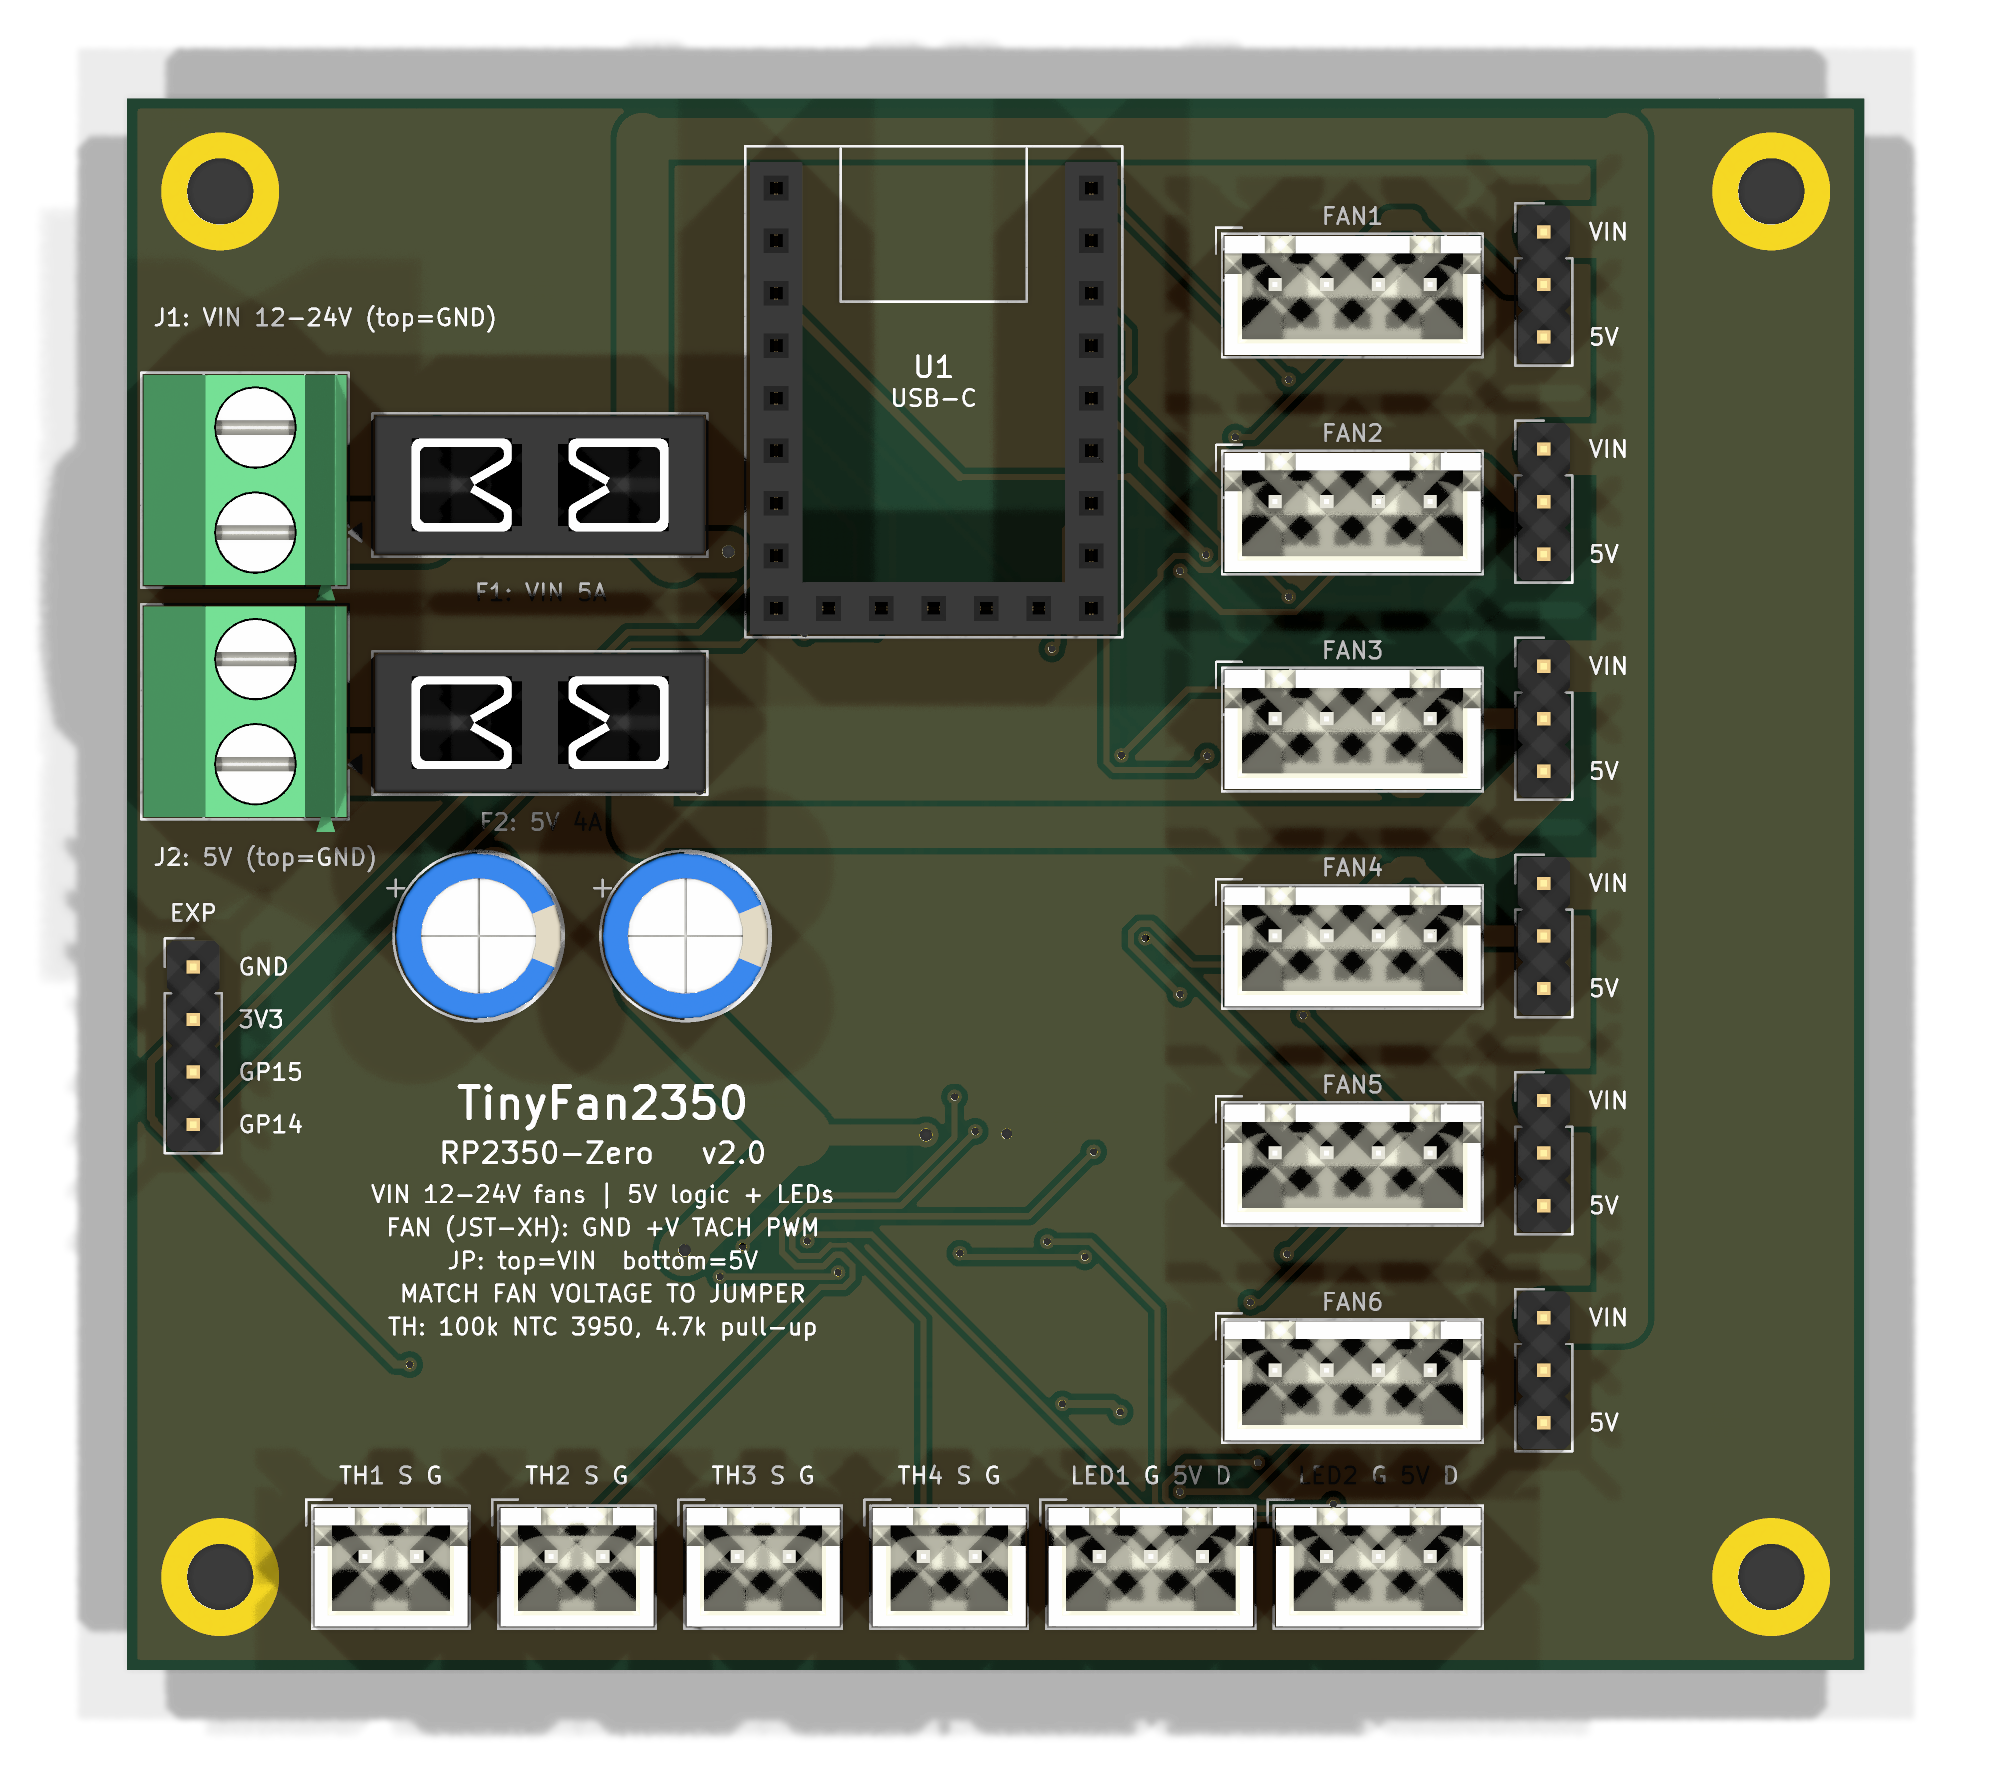 J1: VIN 12-24V (top=GND)
F1: VIN 5A
F2: 5V 4A
J2: 5V (top=GND)
U1
USB-C
FAN1
VIN
5V
FAN2
VIN
5V
FAN3
VIN
5V
FAN4
VIN
5V
FAN5
VIN
5V
FAN6
VIN
5V
EXP
GND
3V3
GP15
GP14
+
+
TinyFan2350
RP2350-Zero v2.0
VIN 12-24V fans | 5V logic + LEDs
FAN (JST-XH): GND +V TACH PWM
JP: top=VIN bottom=5V
MATCH FAN VOLTAGE TO JUMPER
TH: 100k NTC 3950, 4.7k pull-up
TH1 S G
TH2 S G
TH3 S G
TH4 S G
LED1 G 5V D
LED2 G 5V D